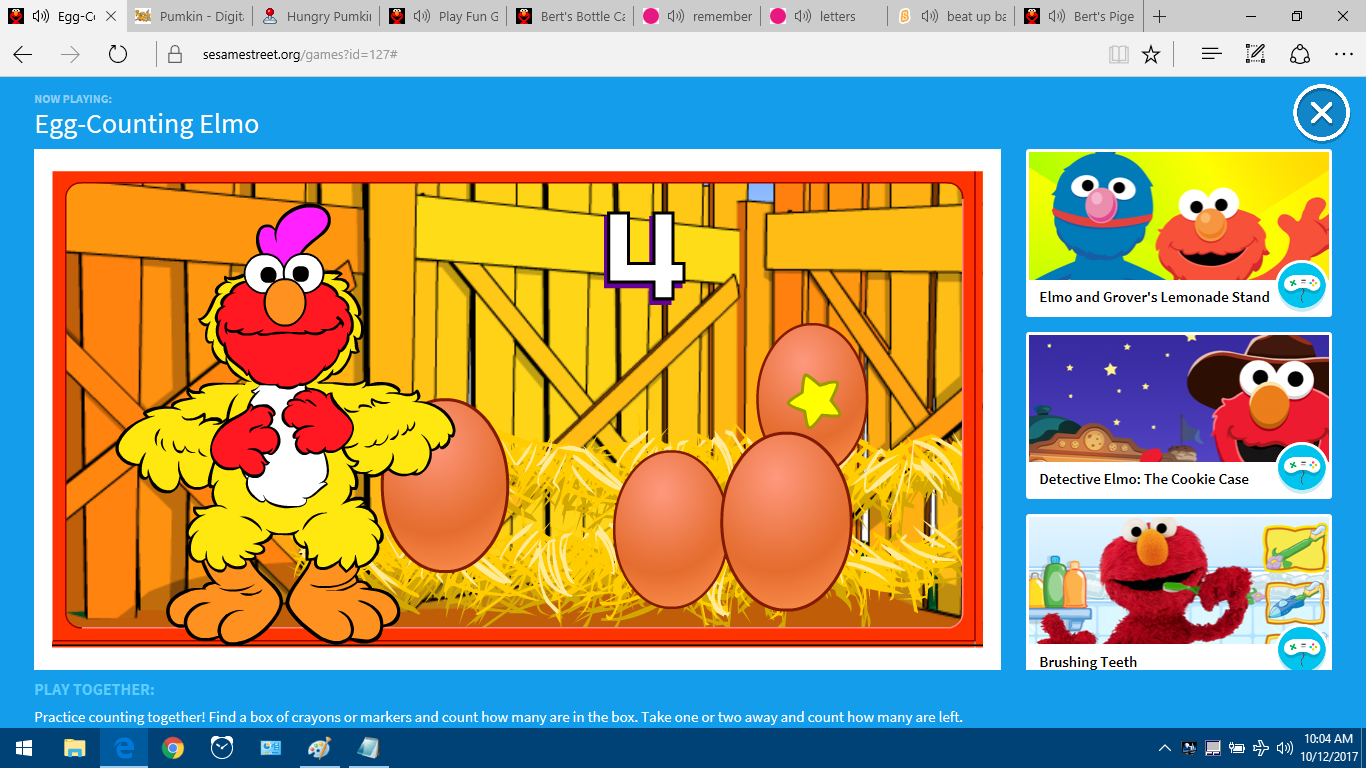 Egg-Co
Pumkin - Digit
Hungry Pumkin
Play Fun G
Bert's Bottle Ca
remember
letters
beat up ba
Bert's Pige
sesamestreet.org/games?id=127#
NOW PLAYING:
Egg-Counting Elmo
4
Elmo and Grover's Lemonade Stand
Detective Elmo: The Cookie Case
Brushing Teeth
PLAY TOGETHER:
Practice counting together! Find a box of crayons or markers and count how many are in the box. Take one or two away and count how many are left.
10:04 AM
10/12/2017